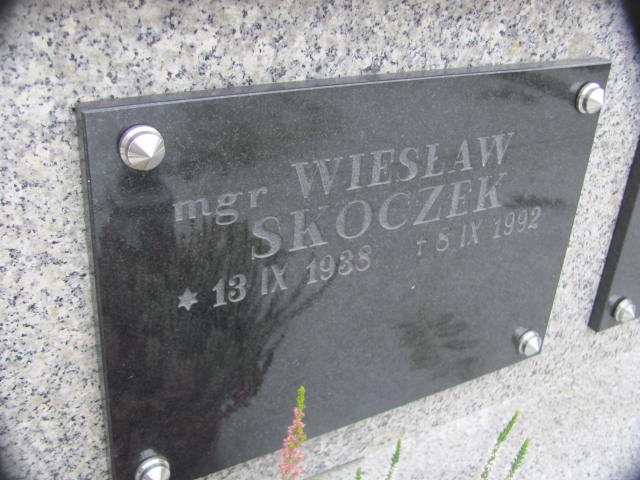 mgr WIESŁAW
SKOCZEK
* 13 IX 1938 † 8 IX 1992